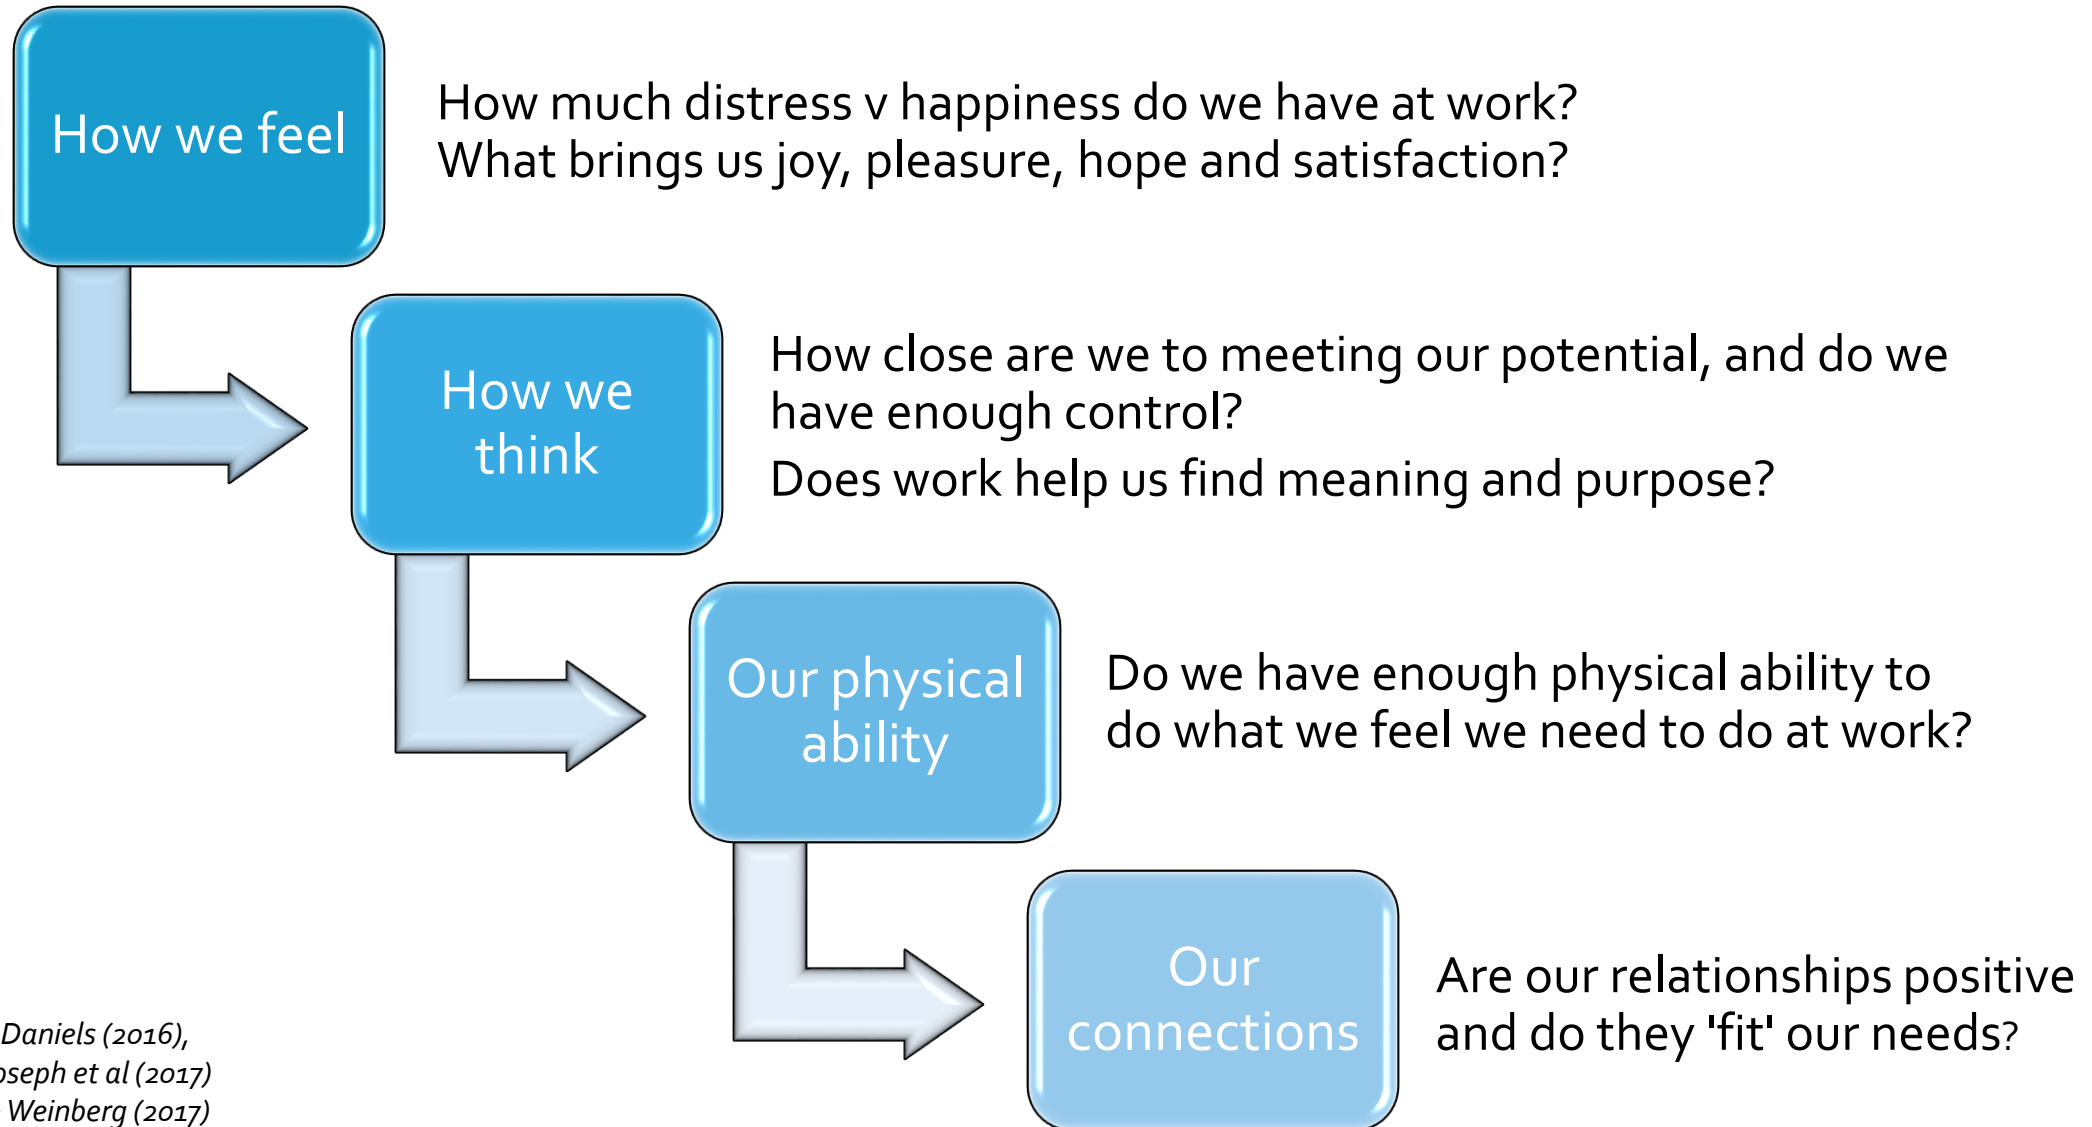 How we feel
How much distress v happiness do we have at work?
What brings us joy, pleasure, hope and satisfaction?
How we
think
How close are we to meeting our potential, and do we
have enough control?
Does work help us find meaning and purpose?
Our physical
ability
Do we have enough physical ability to
do what we feel we need to do at work?
Our
connections
Are our relationships positive
and do they 'fit' our needs?
Daniels (2016),
oseph et al (2017)
Weinberg (2017)